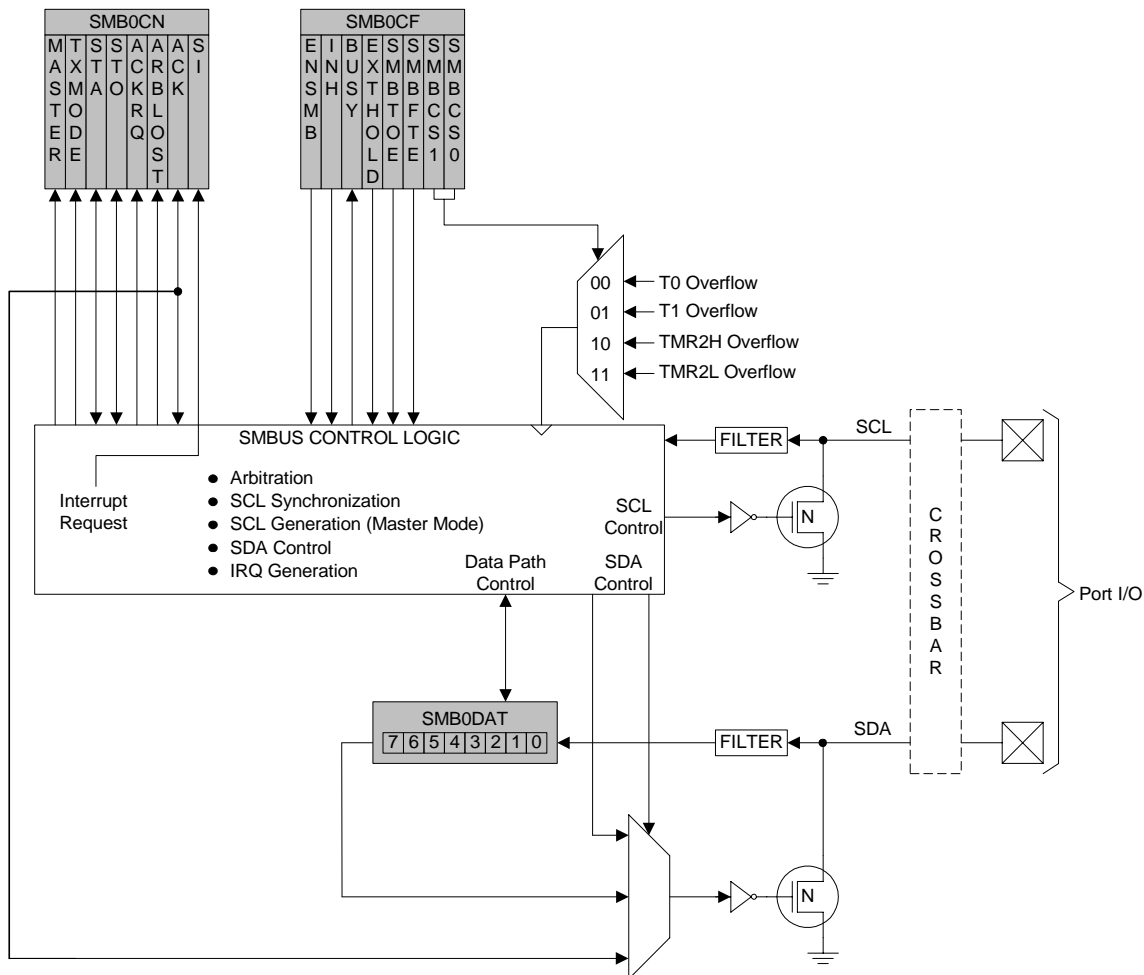 SMB0CN
MASTER
TXMODE
STA
STO
ACKRQ
ARBLOST
ACK
SI
SMB0CF
ENSMB
INH
BUSY
EXTHOLD
SMBTOE
SMBFTE
SMBCS1
SMBCS0
00
01
10
11
T0 Overflow
T1 Overflow
TMR2H Overflow
TMR2L Overflow
SMBUS CONTROL LOGIC
Interrupt
Request
● Arbitration
● SCL Synchronization
● SCL Generation (Master Mode)
● SDA Control
● IRQ Generation
SCL
Control
Data Path
Control
SDA
Control
FILTER
SCL
N
CROSSBAR
Port I/O
SMB0DAT
7 6 5 4 3 2 1 0
FILTER
SDA
N